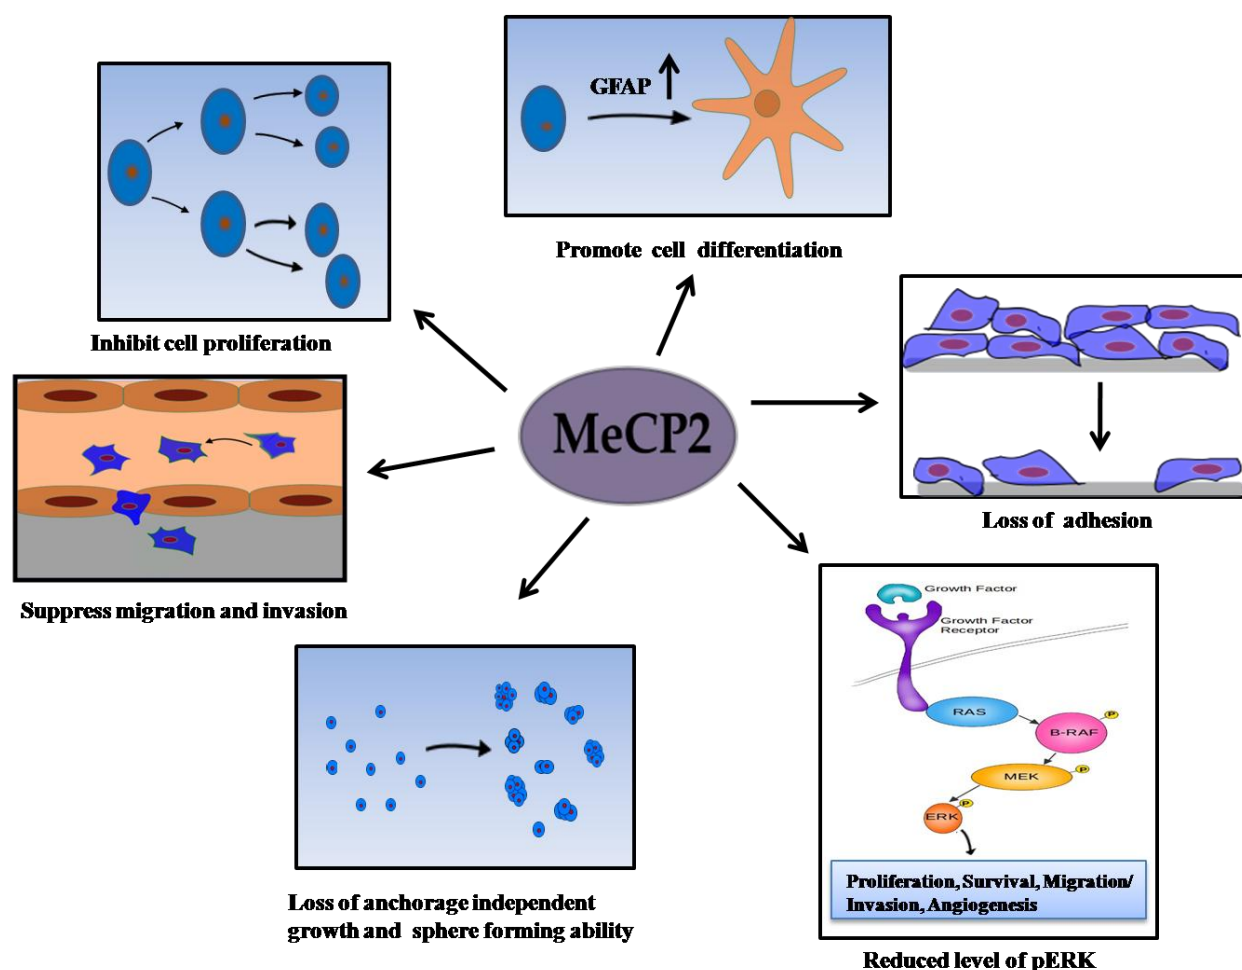 GFAP
Promote cell differentiation
Inhibit cell proliferation
MeCP2
Loss of adhesion
Suppress migration and invasion
Growth Factor
Growth Factor
Receptor
RAS
P
B-RAF
MEK
P
P
ERK
Proliferation, Survival, Migration/
Invasion, Angiogenesis
Reduced level of pERK
Loss of anchorage independent
growth and sphere forming ability